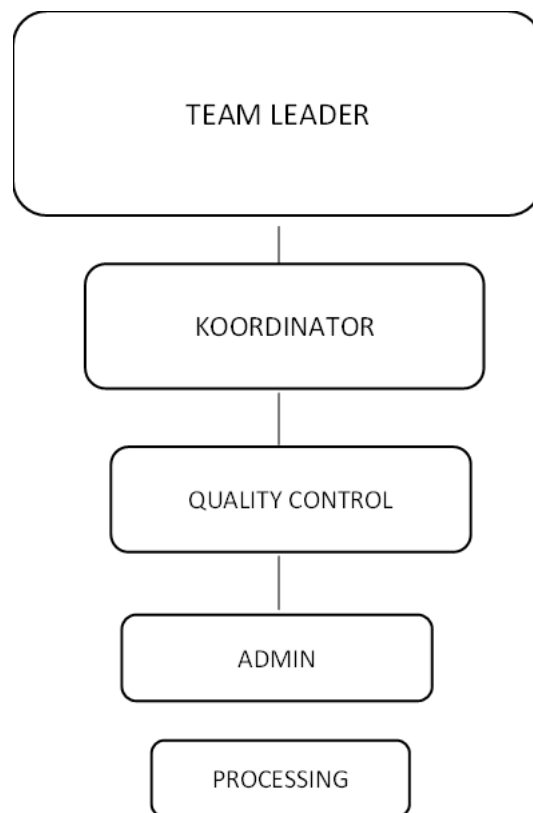 TEAM LEADER
KOORDINATOR
QUALITY CONTROL
ADMIN
PROCESSING